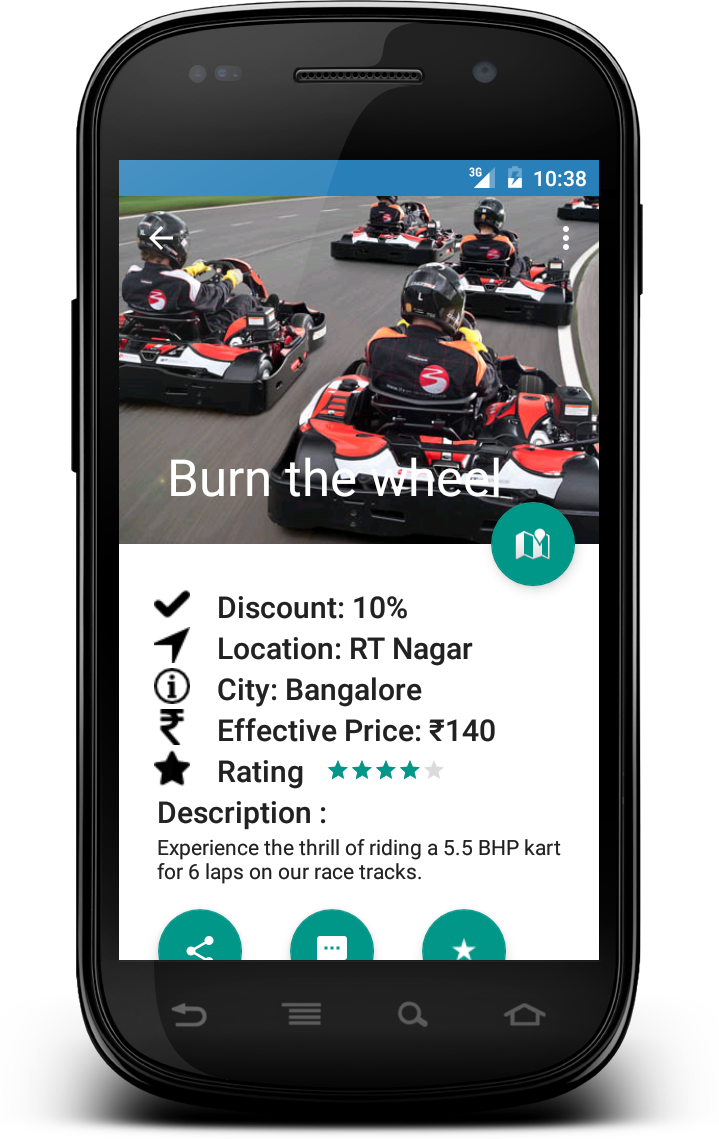 3G 10:38
Burn the wheel
Discount: 10%
Location: RT Nagar
City: Bangalore
Effective Price: ₹140
Rating
Description :
Experience the thrill of riding a 5.5 BHP kart
for 6 laps on our race tracks.